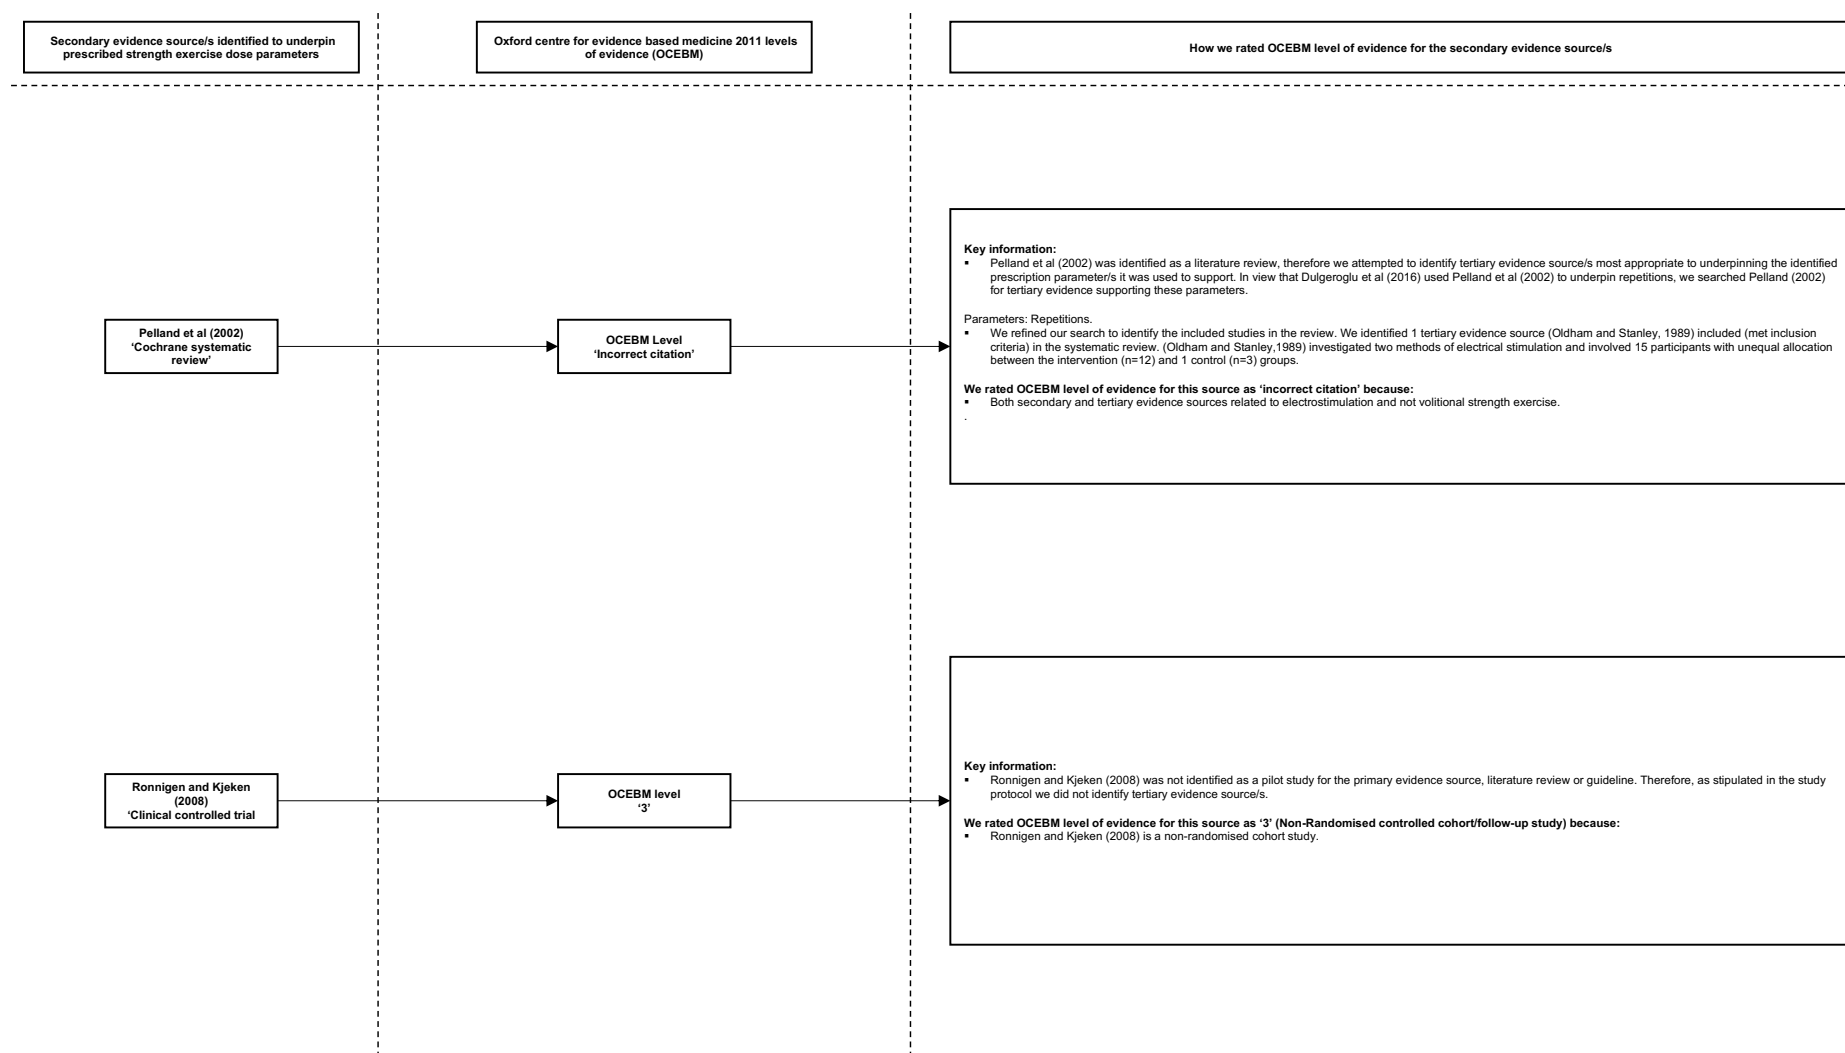 Secondary evidence source/s identified to underpin
prescribed strength exercise dose parameters
Oxford centre for evidence based medicine 2011 levels
of evidence (OCEBM)
How we rated OCEBM level of evidence for the secondary evidence source/s
Pelland et al (2002)
‘Cochrane systematic
review’
OCEBM Level
‘Incorrect citation’
Key information:
▪ Pelland et al (2002) was identified as a literature review, therefore we attempted to identify tertiary evidence source/s most appropriate to underpinning the identified
prescription parameter/s it was used to support. In view that Dulgeroglu et al (2016) used Pelland et al (2002) to underpin repetitions, we searched Pelland (2002)
for tertiary evidence supporting these parameters.
Parameters: Repetitions.
▪ We refined our search to identify the included studies in the review. We identified 1 tertiary evidence source (Oldham and Stanley, 1989) included (met inclusion
criteria) in the systematic review. (Oldham and Stanley,1989) investigated two methods of electrical stimulation and involved 15 participants with unequal allocation
between the intervention (n=12) and 1 control (n=3) groups.
We rated OCEBM level of evidence for this source as ‘incorrect citation’ because:
▪ Both secondary and tertiary evidence sources related to electrostimulation and not volitional strength exercise.
.
Ronnigen and Kjeken
(2008)
‘Clinical controlled trial
OCEBM level
‘3’
Key information:
▪ Ronnigen and Kjeken (2008) was not identified as a pilot study for the primary evidence source, literature review or guideline. Therefore, as stipulated in the study
protocol we did not identify tertiary evidence source/s.
We rated OCEBM level of evidence for this source as ‘3’ (Non-Randomised controlled cohort/follow-up study) because:
▪ Ronnigen and Kjeken (2008) is a non-randomised cohort study.